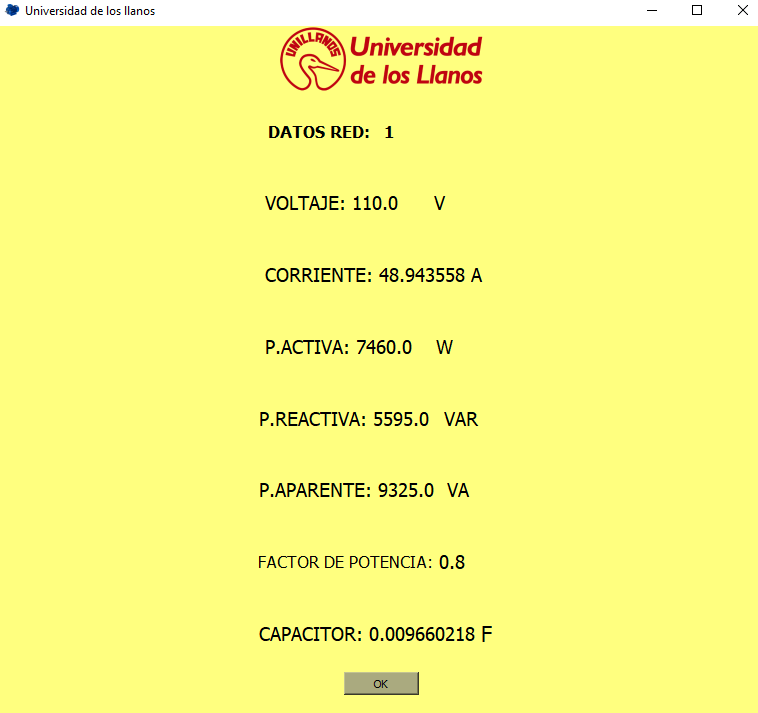 Universidad de los llanos
UNILLANOS
Universidad
de los Llanos
DATOS RED: 1
VOLTAJE: 110.0 V
CORRIENTE: 48.943558 A
P.ACTIVA: 7460.0 W
P.REACTIVA: 5595.0 VAR
P.APARENTE: 9325.0 VA
FACTOR DE POTENCIA: 0.8
CAPACITOR: 0.009660218 F
OK